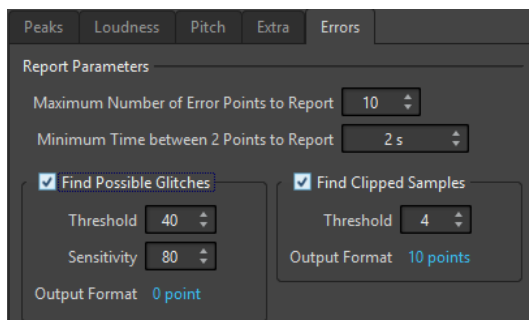 Peaks Loudness Pitch Extra Errors
Report Parameters
Maximum Number of Error Points to Report 10
Minimum Time between 2 Points to Report 2 s
Find Possible Glitches
Threshold 40
Sensitivity 80
Output Format 0 point
Find Clipped Samples
Threshold 4
Output Format 10 points